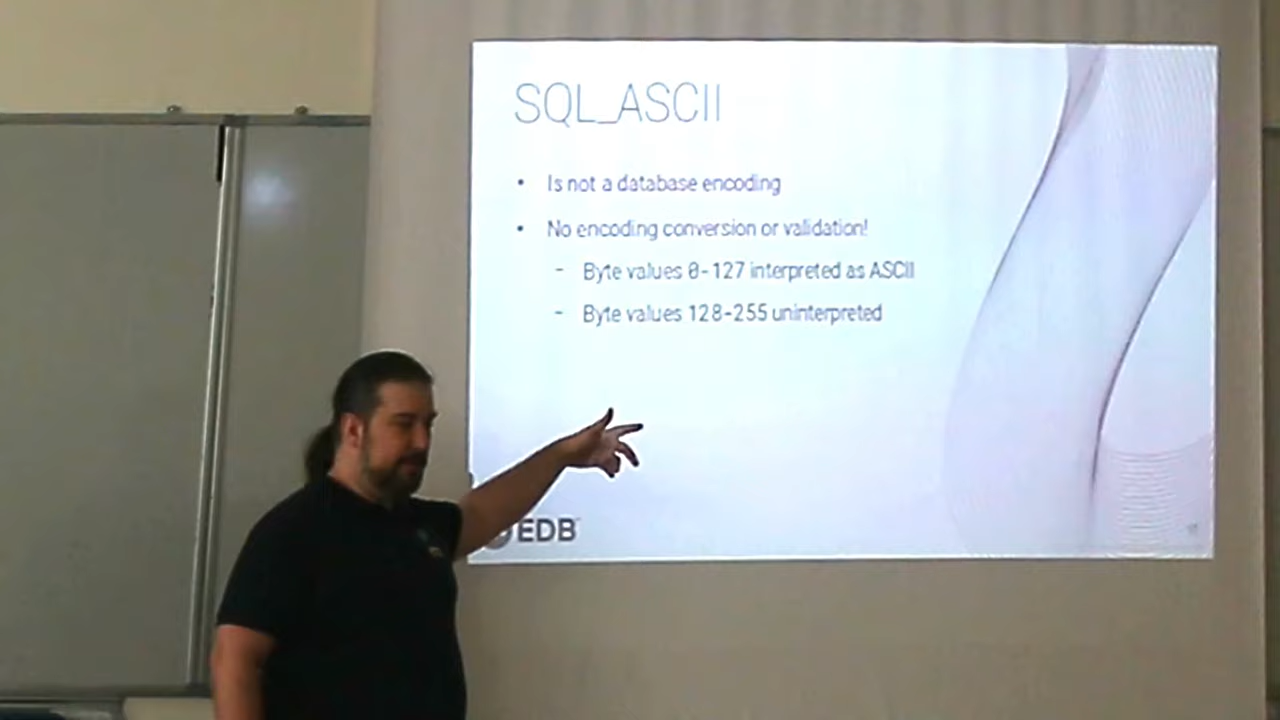 SQL_ASCII
• Is not a database encoding
• No encoding conversion or validation!
- Byte values 0-127 interpreted as ASCII
- Byte values 128-255 uninterpreted
EDB